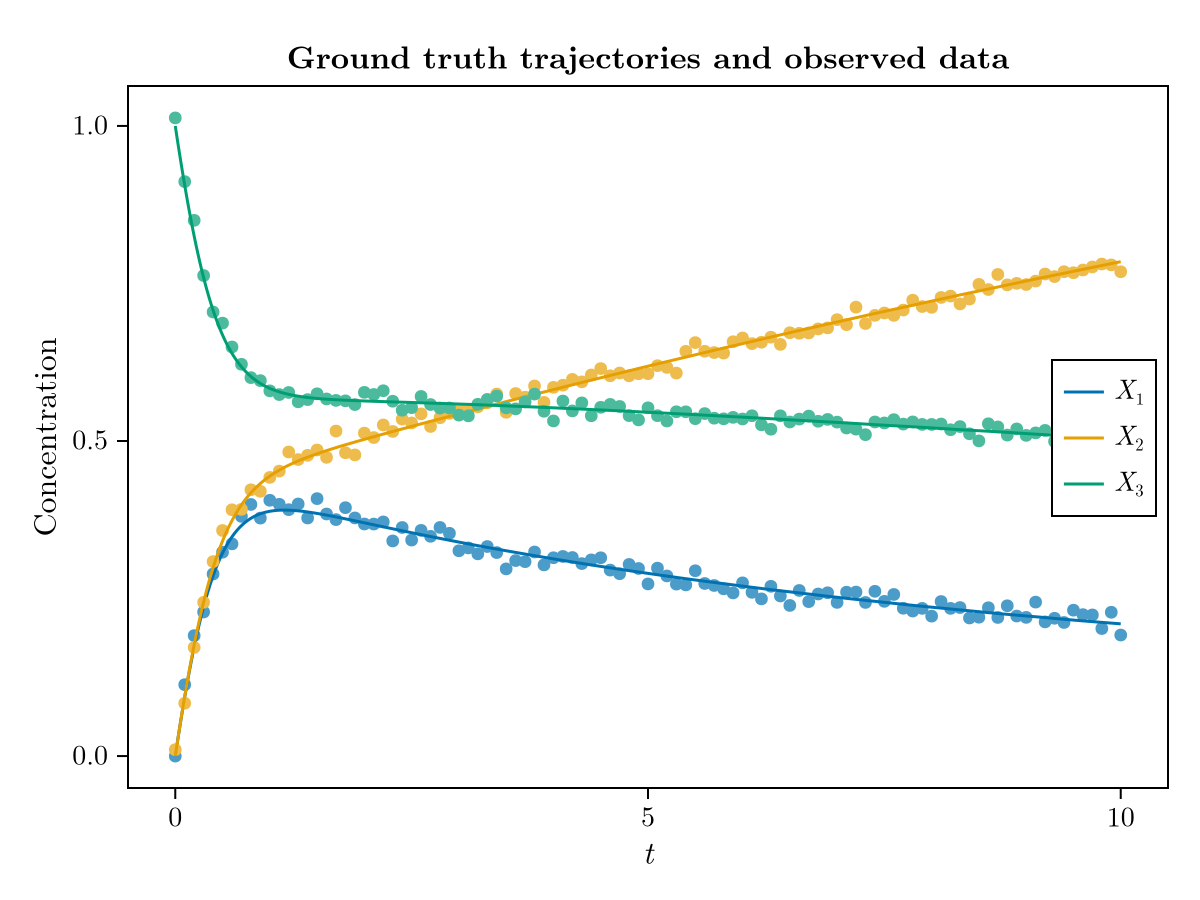 Ground truth trajectories and observed data
Concentration
1.0
0.5
0.0
X₁
X₂
X₃
0 5 10
t